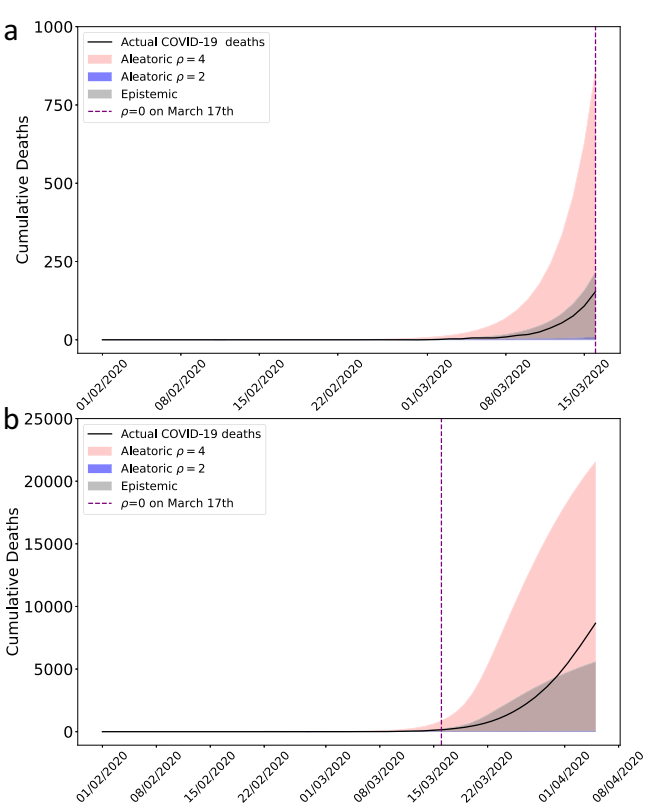 a
1000
750
500
250
0
Cumulative Deaths
Actual COVID-19 deaths
Aleatoric ρ = 4
Aleatoric ρ = 2
Epistemic
ρ=0 on March 17th
01/02/2020
08/02/2020
15/02/2020
22/02/2020
01/03/2020
08/03/2020
15/03/2020
b
25000
20000
15000
10000
5000
0
Cumulative Deaths
Actual COVID-19 deaths
Aleatoric ρ = 4
Aleatoric ρ = 2
Epistemic
ρ=0 on March 17th
01/02/2020
08/02/2020
15/02/2020
22/02/2020
01/03/2020
08/03/2020
15/03/2020
22/03/2020
01/04/2020
08/04/2020